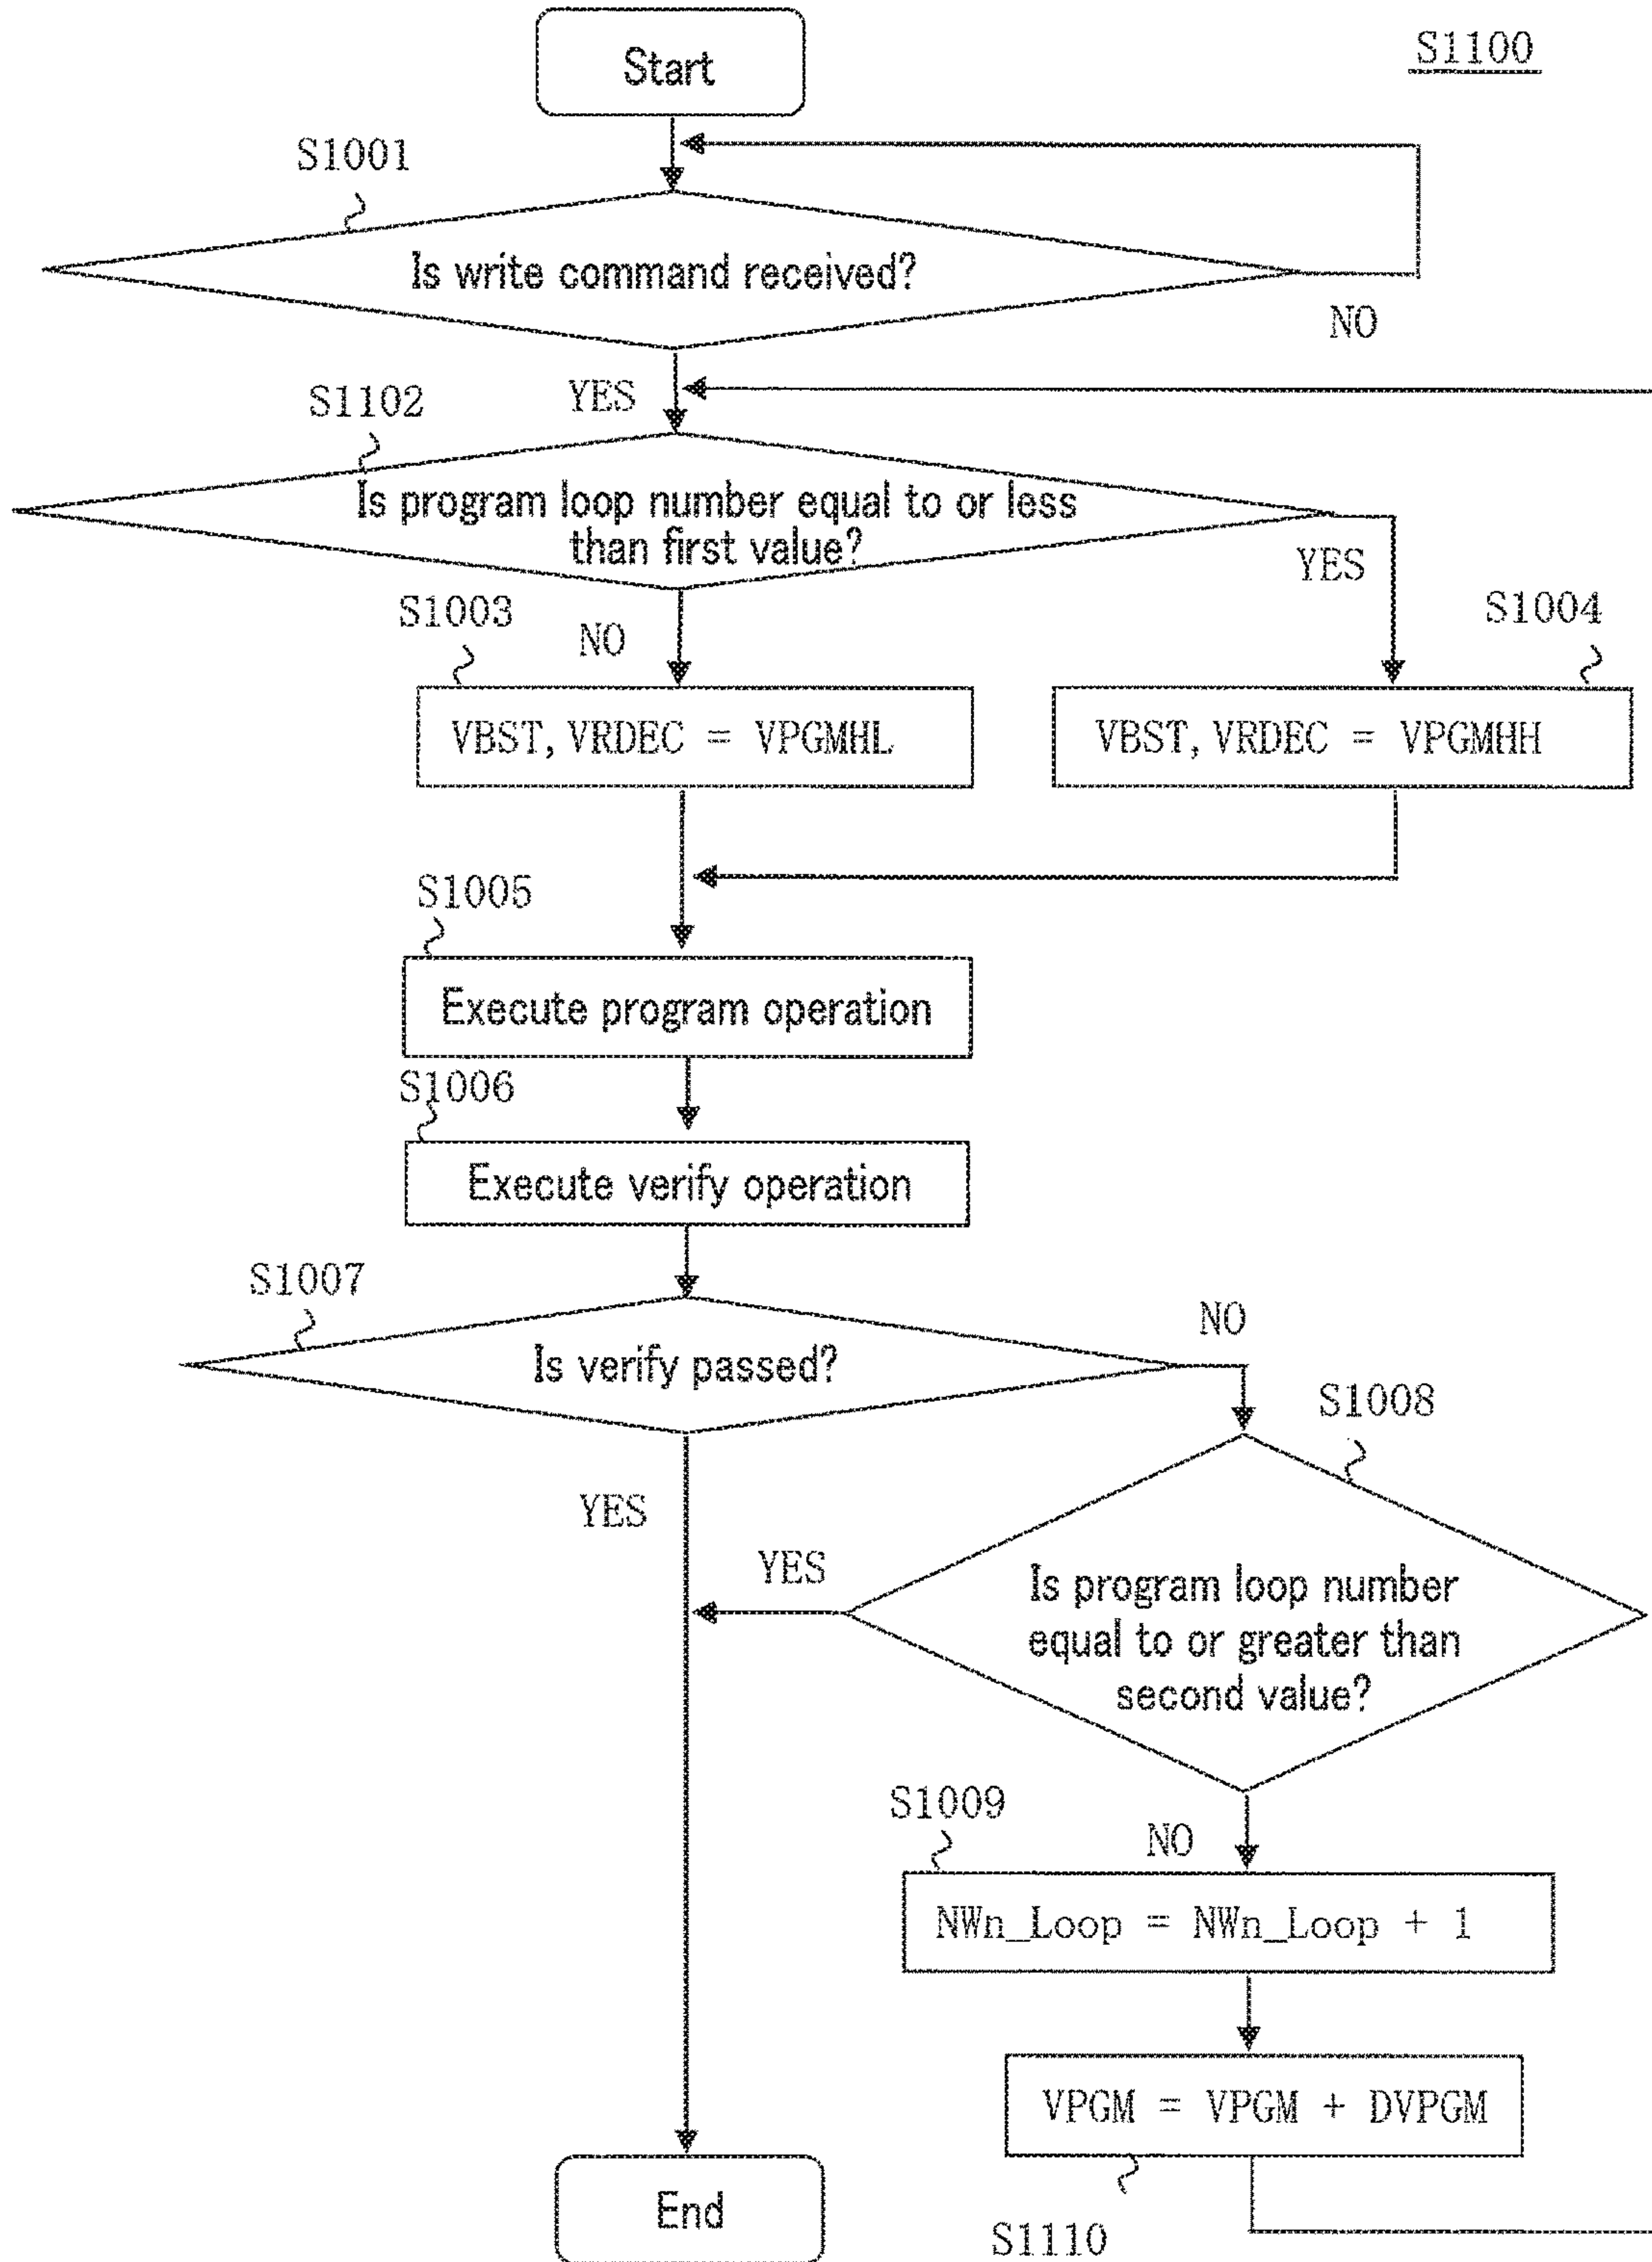 S1100
Start
S1001
Is write command received?
NO
YES
S1102
Is program loop number equal to or less
than first value?
YES
NO
S1003
VBST, VRDEC = VPGMHL
S1004
VBST, VRDEC = VPGMHH
S1005
Execute program operation
S1006
Execute verify operation
S1007
Is verify passed?
NO
YES
S1008
Is program loop number
equal to or greater than
second value?
YES
NO
S1009
NWn_Loop = NWn_Loop + 1
VPGM = VPGM + DVPGM
S1110
End